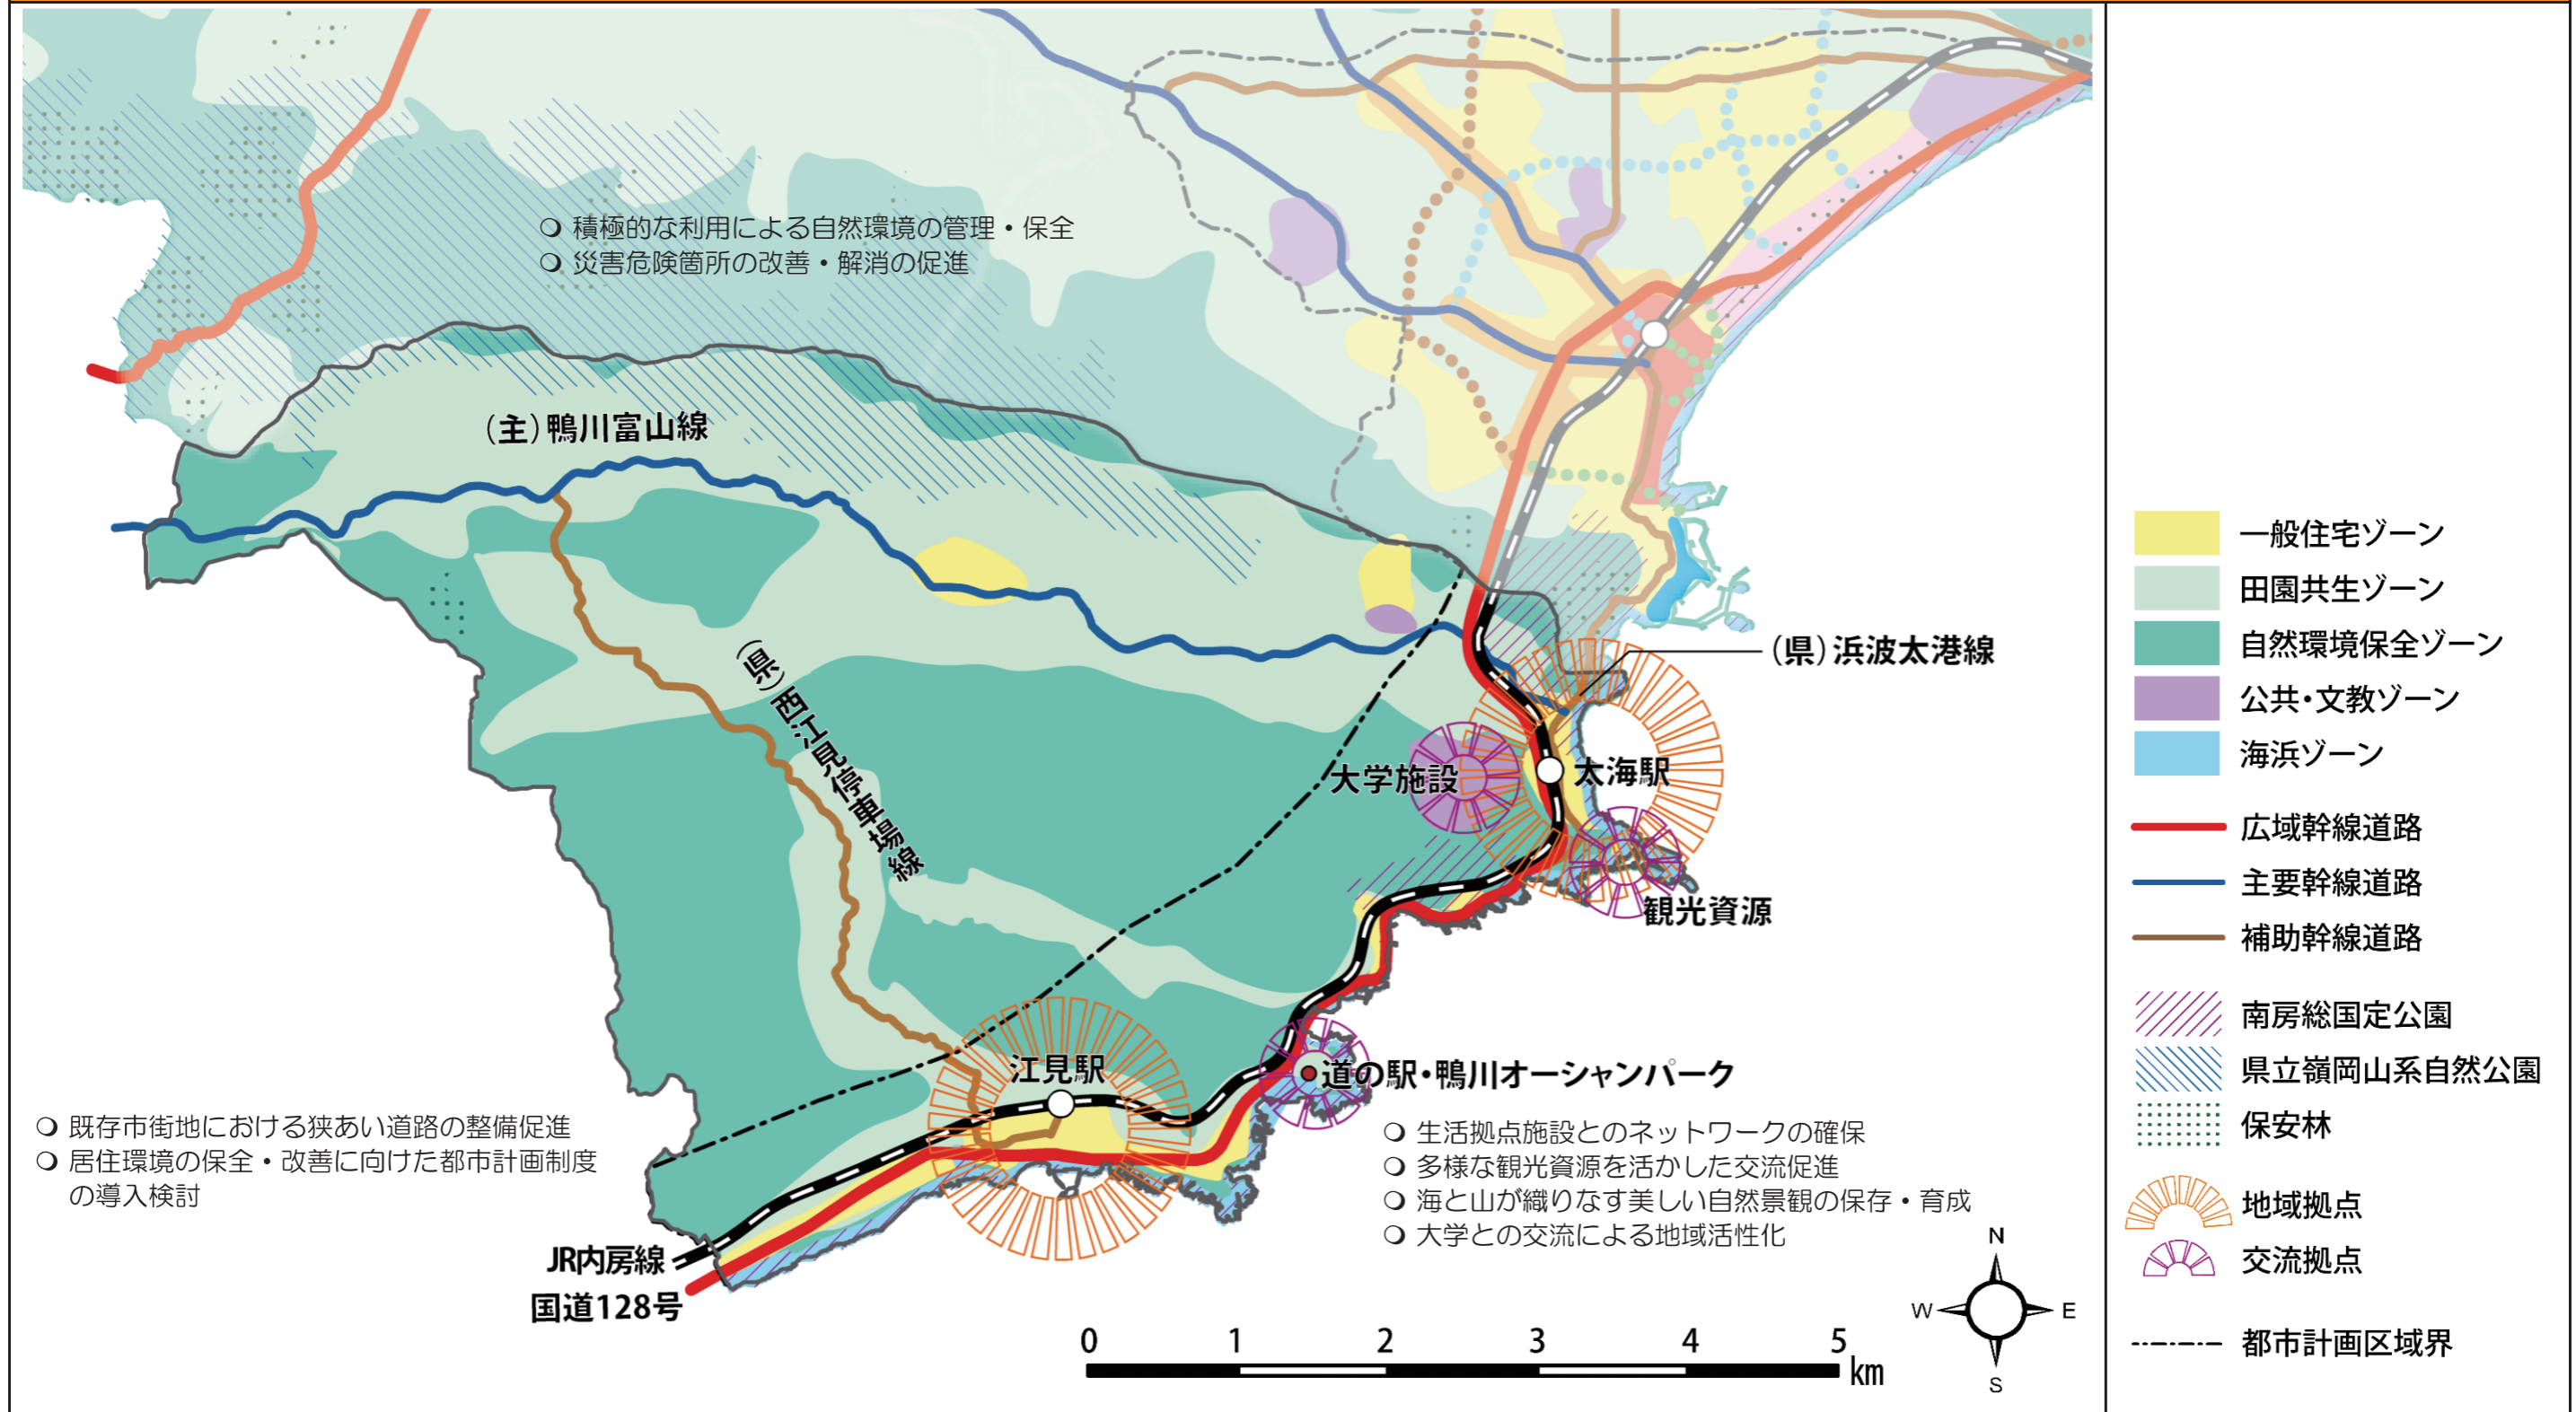 ○ 積極的な利用による自然環境の管理・保全
○ 災害危険箇所の改善・解消の促進
（主）鴨川富山線
（県）西江見停車場線
（県）浜波太港線
大学施設
太海駅
観光資源
江見駅
道の駅・鴨川オーシャンパーク
○ 既存市街地における狭あい道路の整備促進
○ 居住環境の保全・改善に向けた都市計画制度
の導入検討
○ 生活拠点施設とのネットワークの確保
○ 多様な観光資源を活かした交流促進
○ 海と山が織りなす美しい自然景観の保存・育成
○ 大学との交流による地域活性化
JR内房線
国道128号
0 1 2 3 4 5 km
N
W E
S
一般住宅ゾーン
田園共生ゾーン
自然環境保全ゾーン
公共・文教ゾーン
海浜ゾーン
広域幹線道路
主要幹線道路
補助幹線道路
南房総国定公園
県立嶺岡山系自然公園
保安林
地域拠点
交流拠点
都市計画区域界